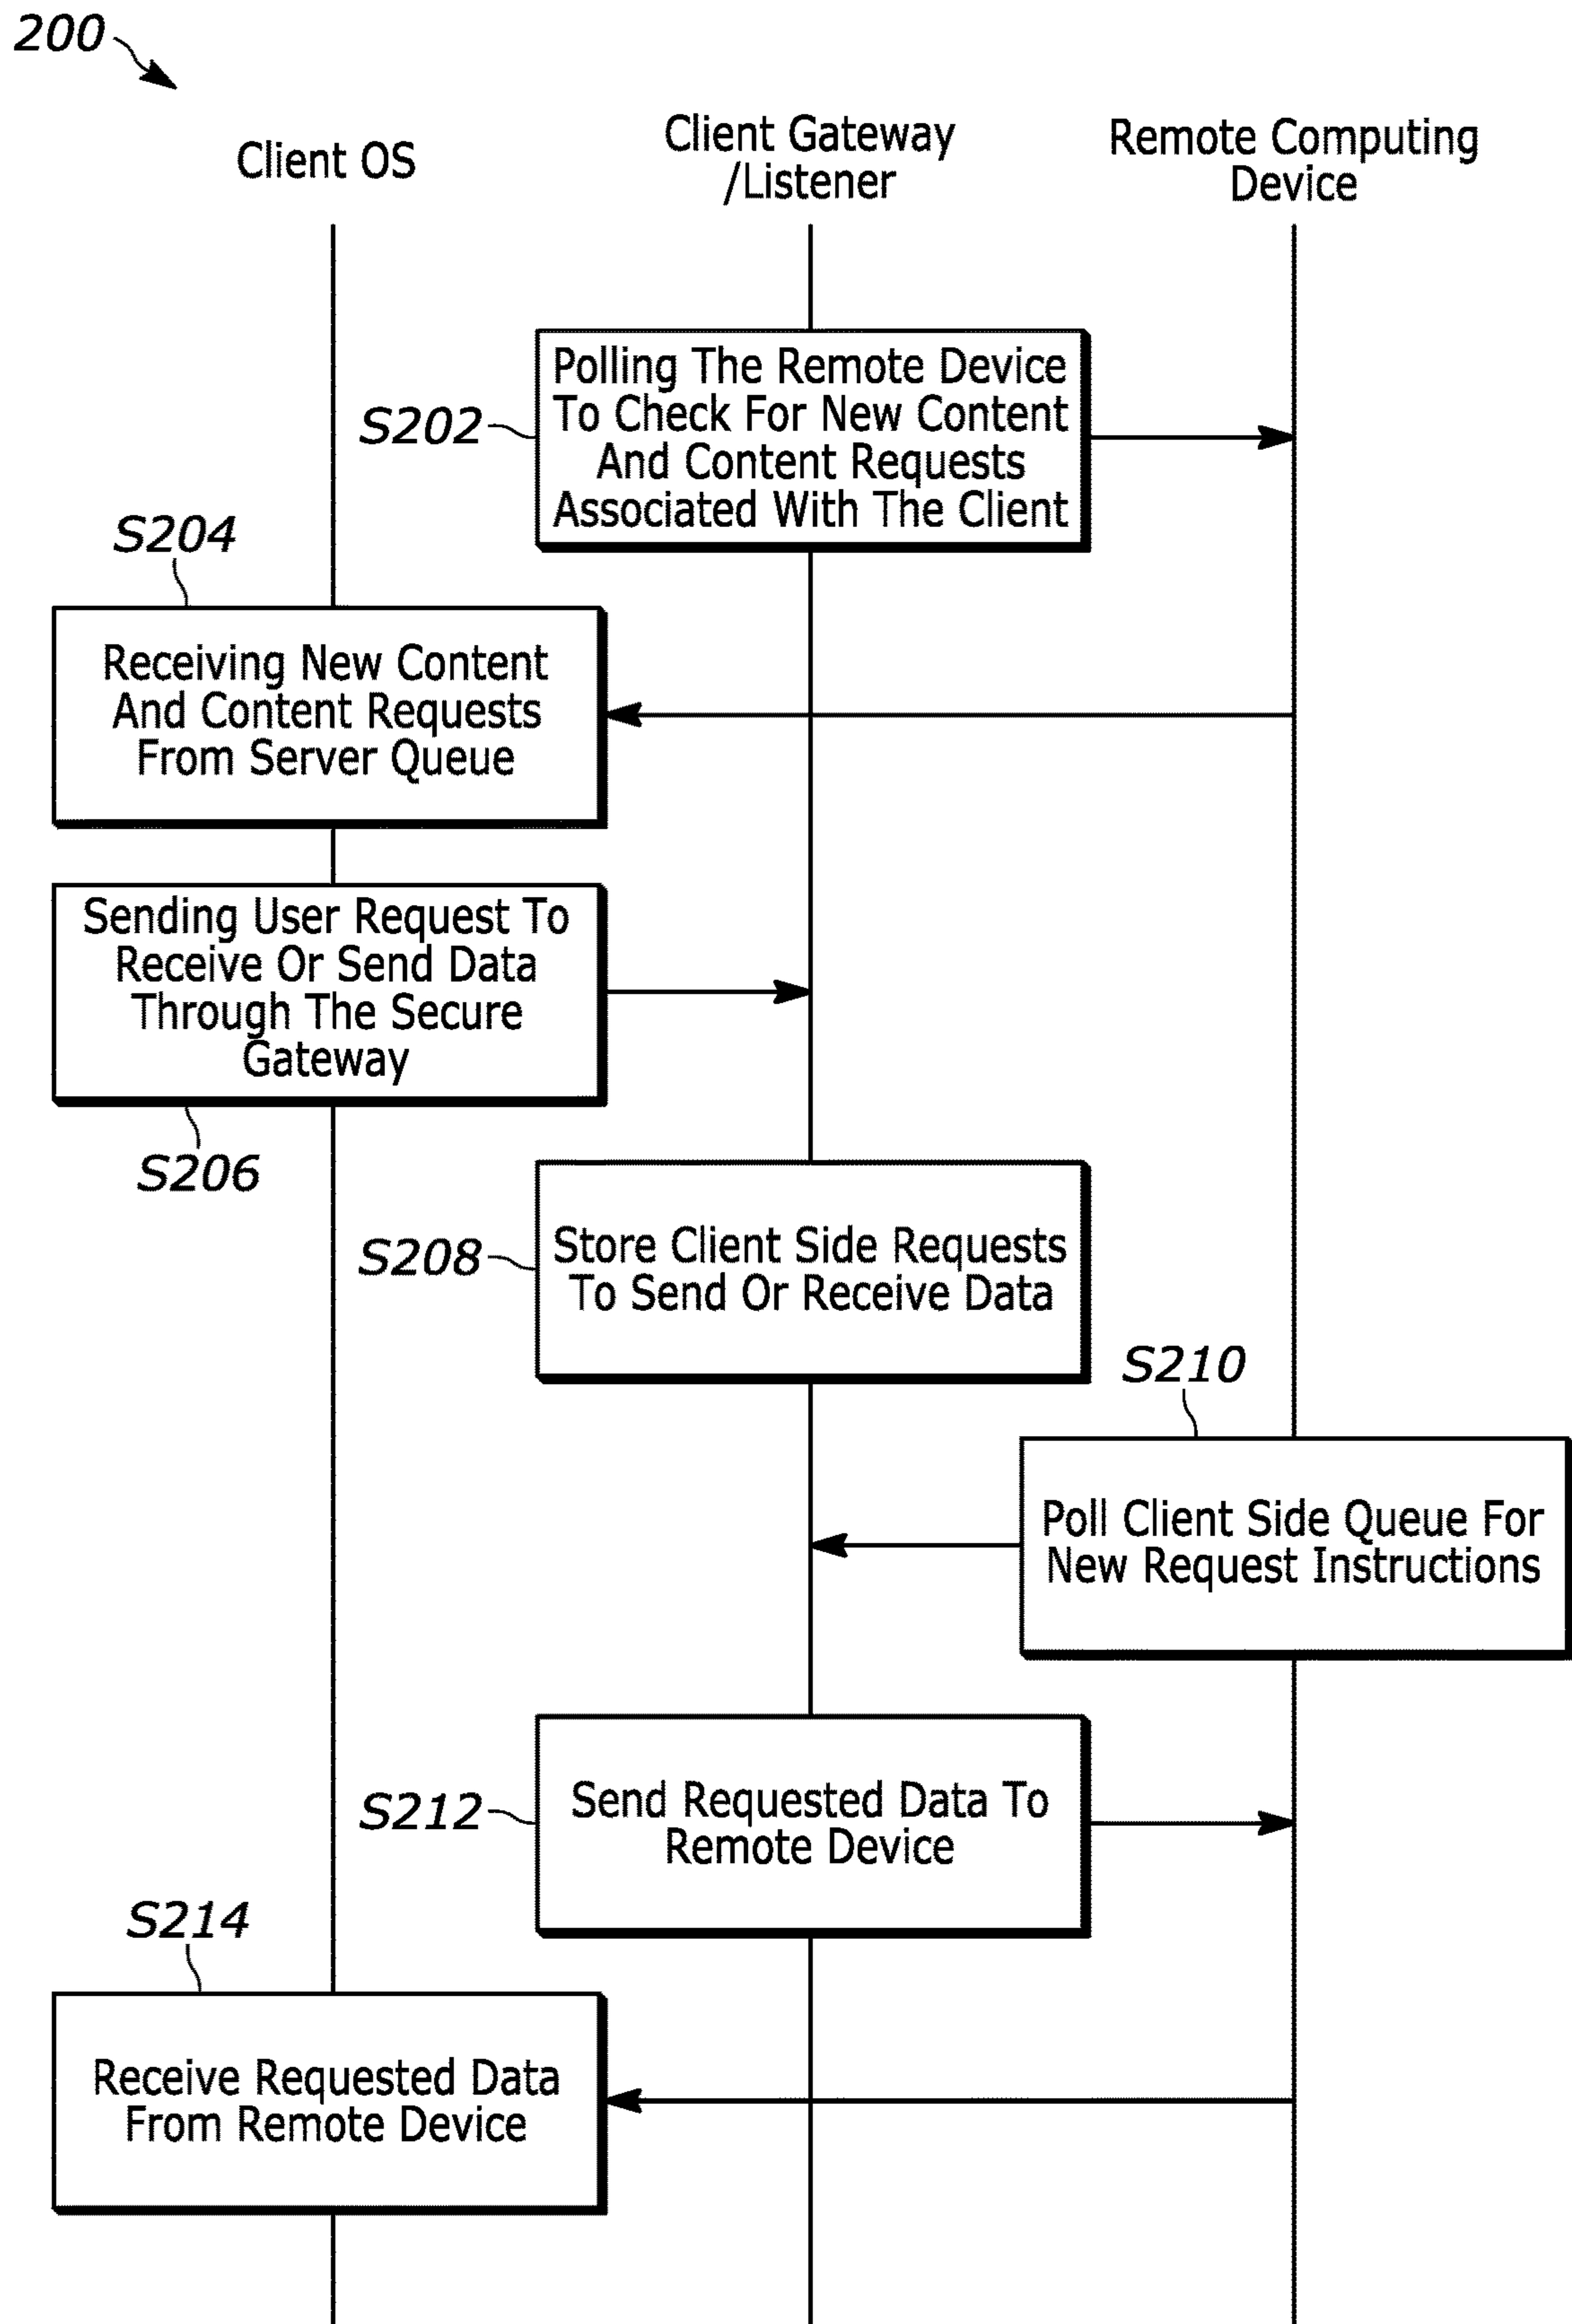 200
Client OS
Client Gateway
/Listener
Remote Computing
Device
S202
Polling The Remote Device
To Check For New Content
And Content Requests
Associated With The Client
S204
Receiving New Content
And Content Requests
From Server Queue
Sending User Request To
Receive Or Send Data
Through The Secure
Gateway
S206
S208
Store Client Side Requests
To Send Or Receive Data
S210
Poll Client Side Queue For
New Request Instructions
S212
Send Requested Data To
Remote Device
S214
Receive Requested Data
From Remote Device